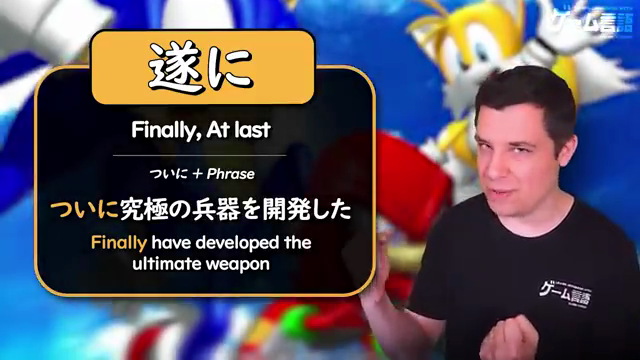 遂に
Finally, At last
ついに + Phrase
ついに究極の兵器を開発した
Finally have developed the
ultimate weapon
ゲーム言語
ゲーム言語